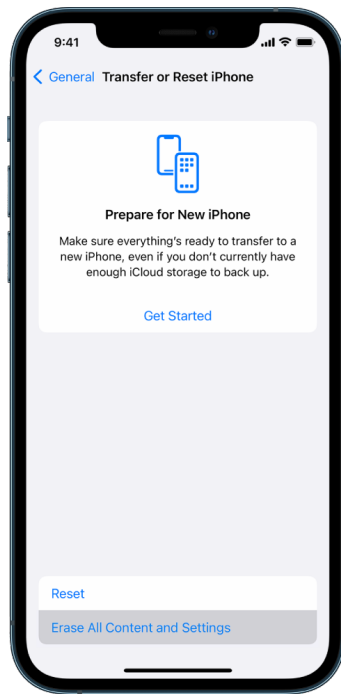 9:41
General Transfer or Reset iPhone
Prepare for New iPhone
Make sure everything's ready to transfer to a
new iPhone, even if you don't currently have
enough iCloud storage to back up.
Get Started
Reset
Erase All Content and Settings